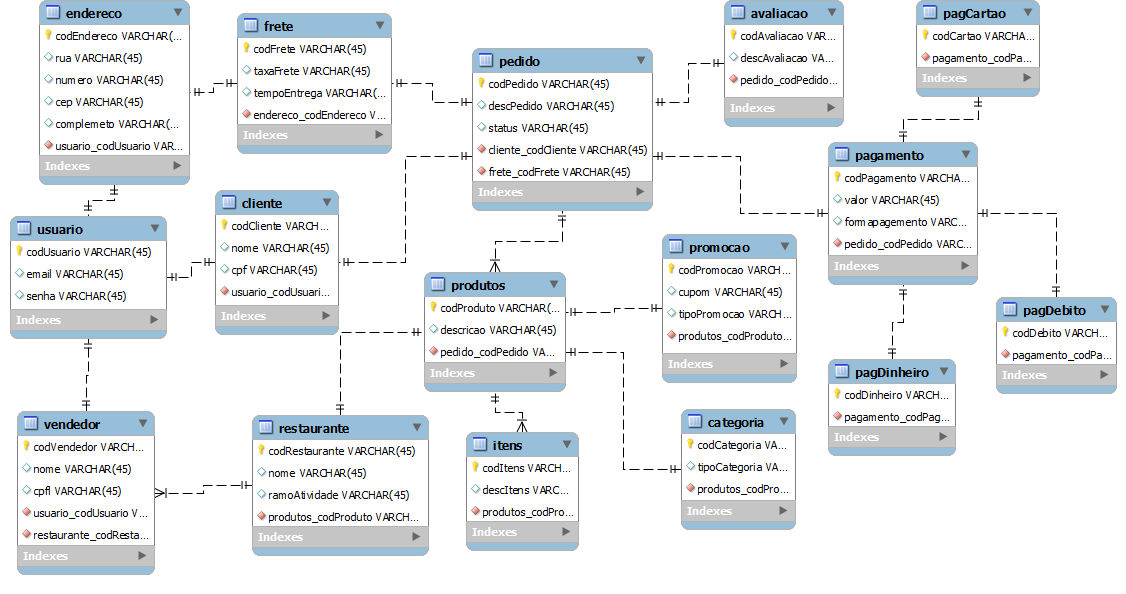 endereco
codEndereco VARCHAR(...
rua VARCHAR(45)
numero VARCHAR(45)
cep VARCHAR(45)
complemeto VARCHAR(...
usuario_codUsuario VAR...
Indexes
frete
codFrete VARCHAR(45)
taxaFrete VARCHAR(45)
tempoEntrega VARCHAR(...
endereco_codEndereco V...
Indexes
pedido
codPedido VARCHAR(45)
descPedido VARCHAR(45)
status VARCHAR(45)
cliente_codCliente VARCHAR(45)
frete_codFrete VARCHAR(45)
Indexes
avaliacao
codAvaliacao VAR...
descAvaliacao VA...
pedido_codPedido...
Indexes
pagCartao
codCartao VARCHA...
pagamento_codPa...
Indexes
usuario
codUsuario VARCHAR(45)
email VARCHAR(45)
senha VARCHAR(45)
Indexes
cliente
codCliente VARCH...
nome VARCHAR(45)
cpf VARCHAR(45)
usuario_codUsuari...
Indexes
pagamento
codPagamento VARCHA...
valor VARCHAR(45)
formapagemento VARC...
pedido_codPedido VARC...
Indexes
produtos
codProduto VARCHAR(...
descricao VARCHAR(45)
pedido_codPedido VA...
Indexes
promocao
codPromocao VARCH...
cupom VARCHAR(45)
tipoPromocao VARCH...
produtos_codProduto...
Indexes
pagDebito
codDebito VARCH...
pagamento_codPa...
Indexes
pagDinheiro
codDinheiro VARCH...
pagamento_codPag...
Indexes
vendedor
codVendedor VARCH...
nome VARCHAR(45)
cpfl VARCHAR(45)
usuario_codUsuario V...
restaurante_codResta...
Indexes
restaurante
codRestaurante VARCHAR(45)
nome VARCHAR(45)
ramoAtividade VARCHAR(45)
produtos_codProduto VARCH...
Indexes
itens
codItens VARCH...
descItens VARC...
produtos_codPro...
Indexes
categoria
codCategoria VA...
tipoCategoria VA...
produtos_codPro...
Indexes